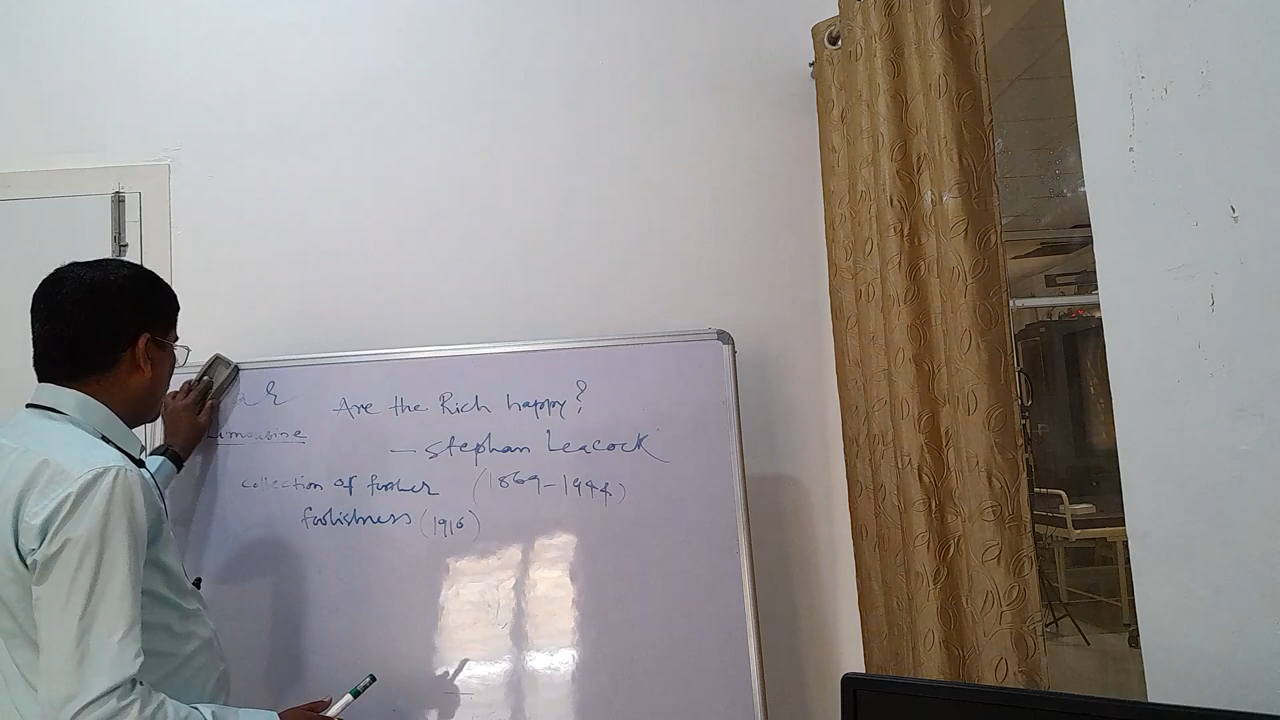 Are the Rich happy?
Limousine
– Stephan Leacock
Collection of further (1869–1944)
foolishness (1916)